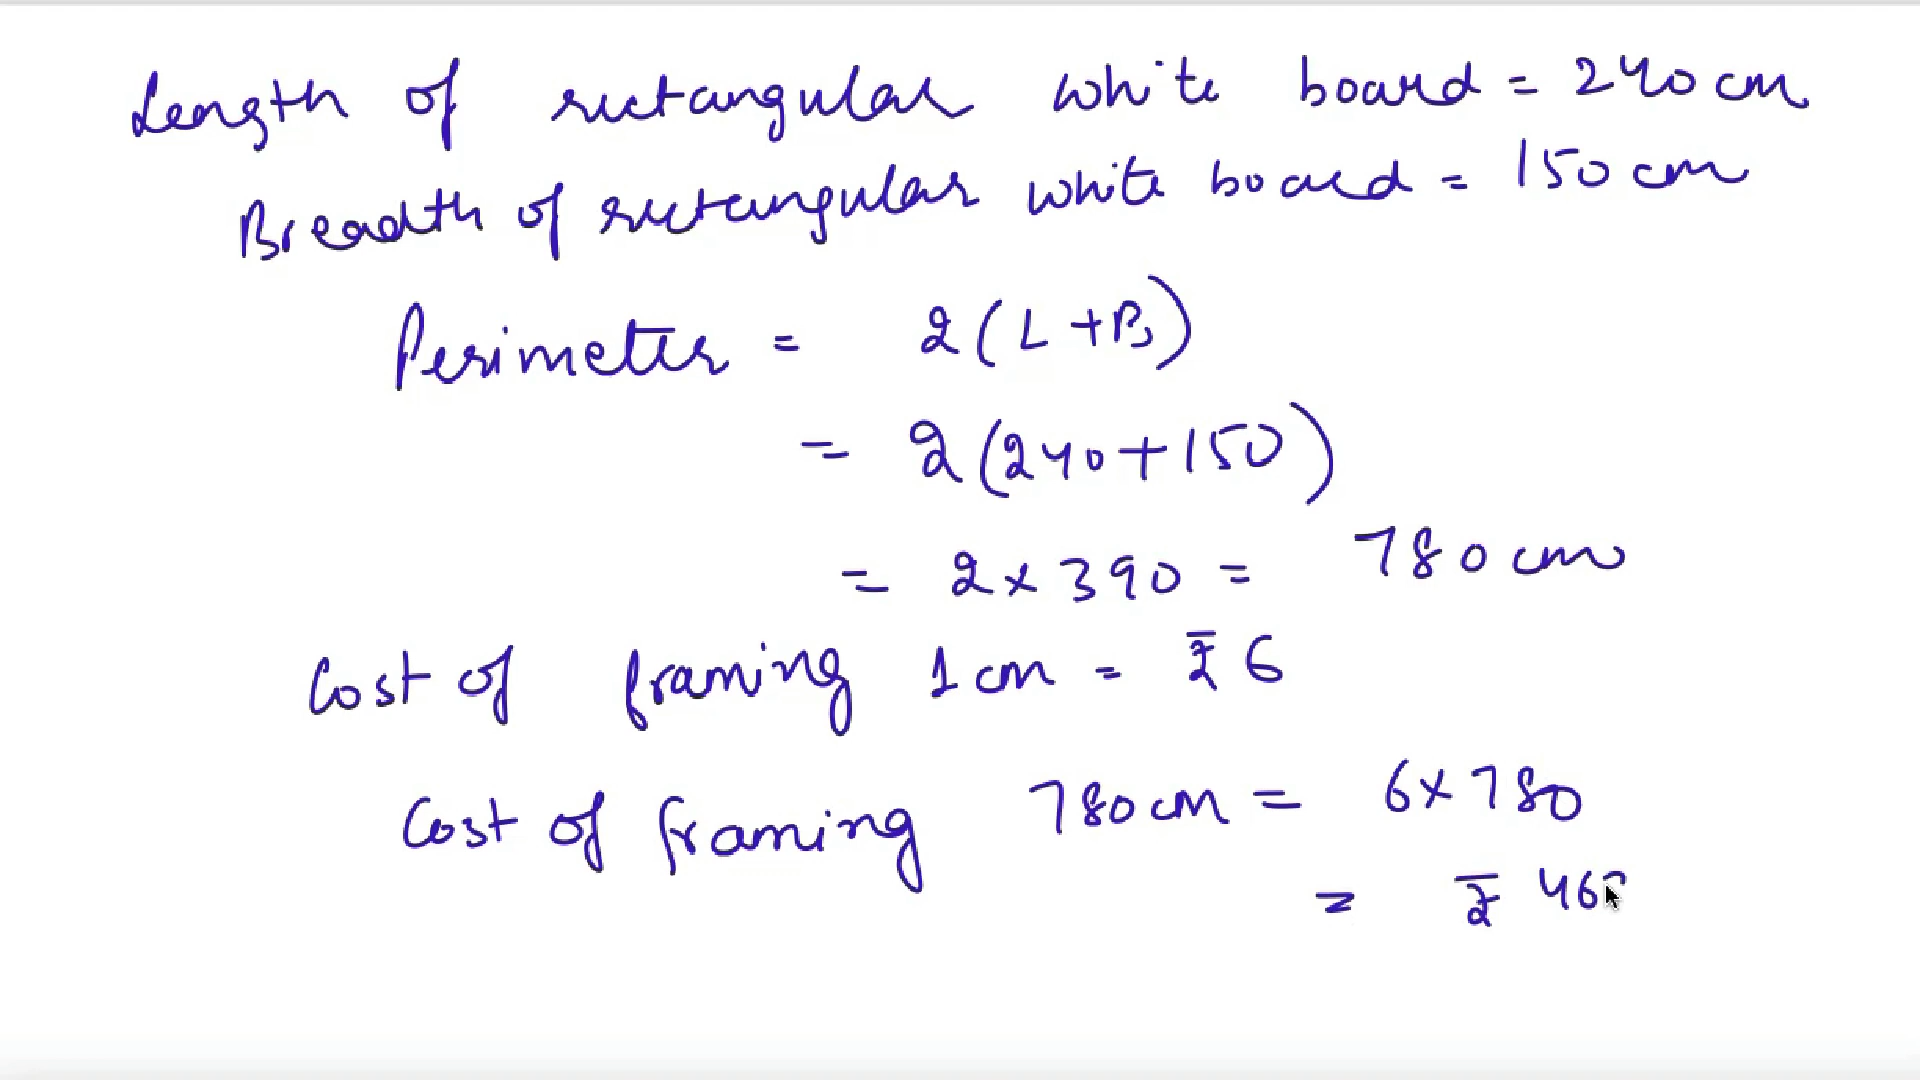 Length of rectangular white board = 240 cm
Breadth of rectangular white board = 150 cm
Perimeter = 2(L+B)
= 2(240+150)
= 2×390 = 780 cm
Cost of framing 1 cm = ₹ 6
Cost of framing 780 cm = 6×780
= ₹